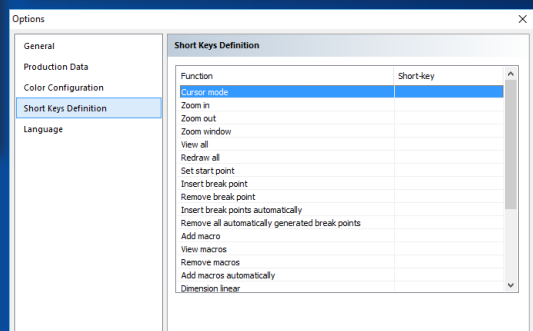 Options
General
Production Data
Color Configuration
Short Keys Definition
Language
Short Keys Definition
Function Short-key
Cursor mode
Zoom in
Zoom out
Zoom window
View all
Redraw all
Set start point
Insert break point
Remove break point
Insert break points automatically
Remove all automatically generated break points
Add macro
View macros
Remove macros
Add macros automatically
Dimension linear